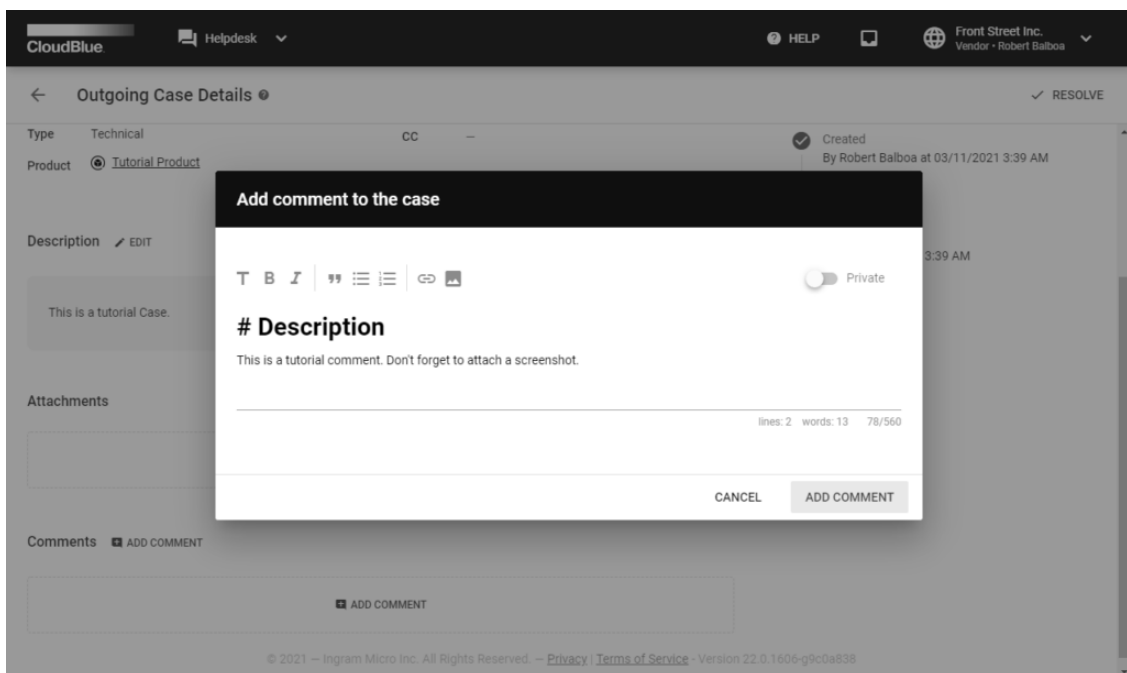 CloudBlue
Helpdesk
HELP
Front Street Inc.
Vendor • Robert Balboa
Outgoing Case Details
RESOLVE
Type Technical CC —
Product Tutorial Product
Created
By Robert Balboa at 03/11/2021 3:39 AM
Add comment to the case
Description EDIT
3:39 AM
T B I Private
This is a tutorial Case.
# Description
This is a tutorial comment. Don't forget to attach a screenshot.
Attachments
lines: 2 words: 13 78/560
CANCEL ADD COMMENT
Comments ADD COMMENT
ADD COMMENT
© 2021 — Ingram Micro Inc. All Rights Reserved. — Privacy | Terms of Service - Version 22.0.1606-g9c0a838